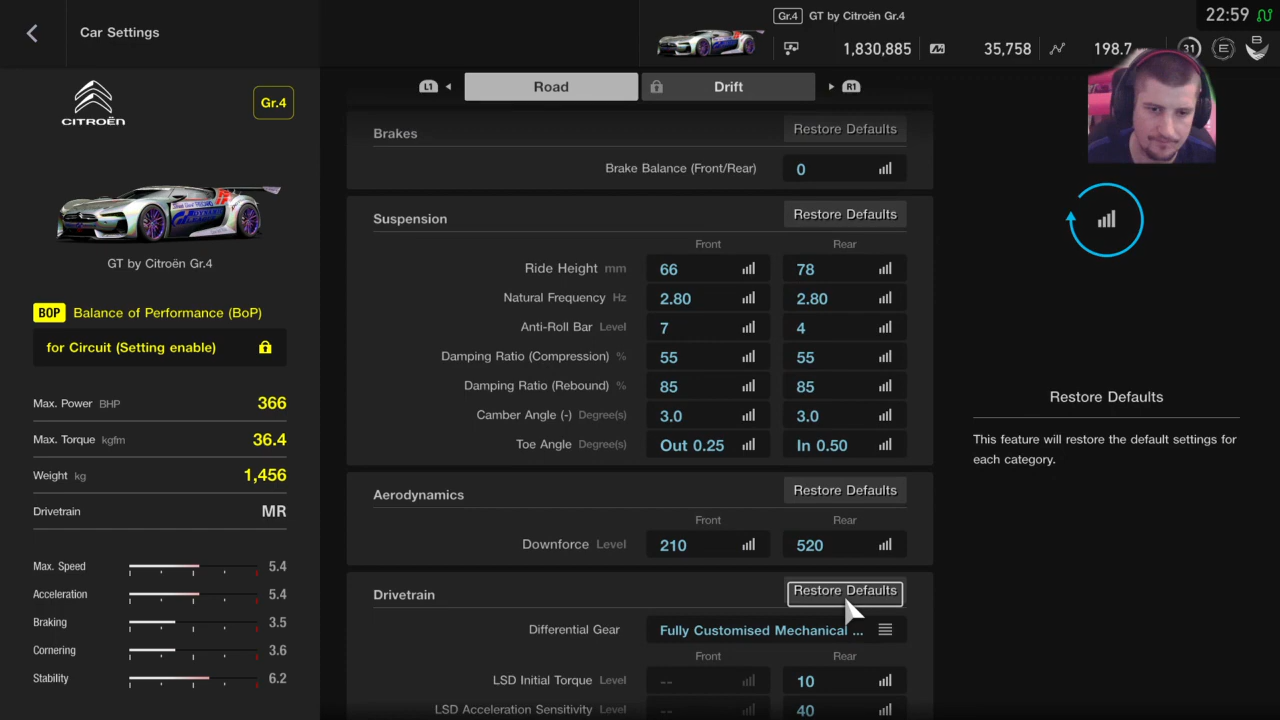 Car Settings
Gr.4
GT by Citroën Gr.4
22:59
1,830,885
35,758
198.7
31
E
B
L1
Road
Drift
R1
CITROËN
Gr.4
GT by Citroën Gr.4
BOP Balance of Performance (BoP)
for Circuit (Setting enable)
Max. Power BHP 366
Max. Torque kgfm 36.4
Weight kg 1,456
Drivetrain MR
Max. Speed 5.4
Acceleration 5.4
Braking 3.5
Cornering 3.6
Stability 6.2
Brakes Restore Defaults
Brake Balance (Front/Rear) 0
Suspension Restore Defaults
Front Rear
Ride Height mm 66 78
Natural Frequency Hz 2.80 2.80
Anti-Roll Bar Level 7 4
Damping Ratio (Compression) % 55 55
Damping Ratio (Rebound) % 85 85
Camber Angle (-) Degree(s) 3.0 3.0
Toe Angle Degree(s) Out 0.25 In 0.50
Aerodynamics Restore Defaults
Front Rear
Downforce Level 210 520
Drivetrain Restore Defaults
Differential Gear Fully Customised Mechanical ...
Front Rear
LSD Initial Torque Level -- 10
LSD Acceleration Sensitivity Level -- 40
Restore Defaults
This feature will restore the default settings for
each category.